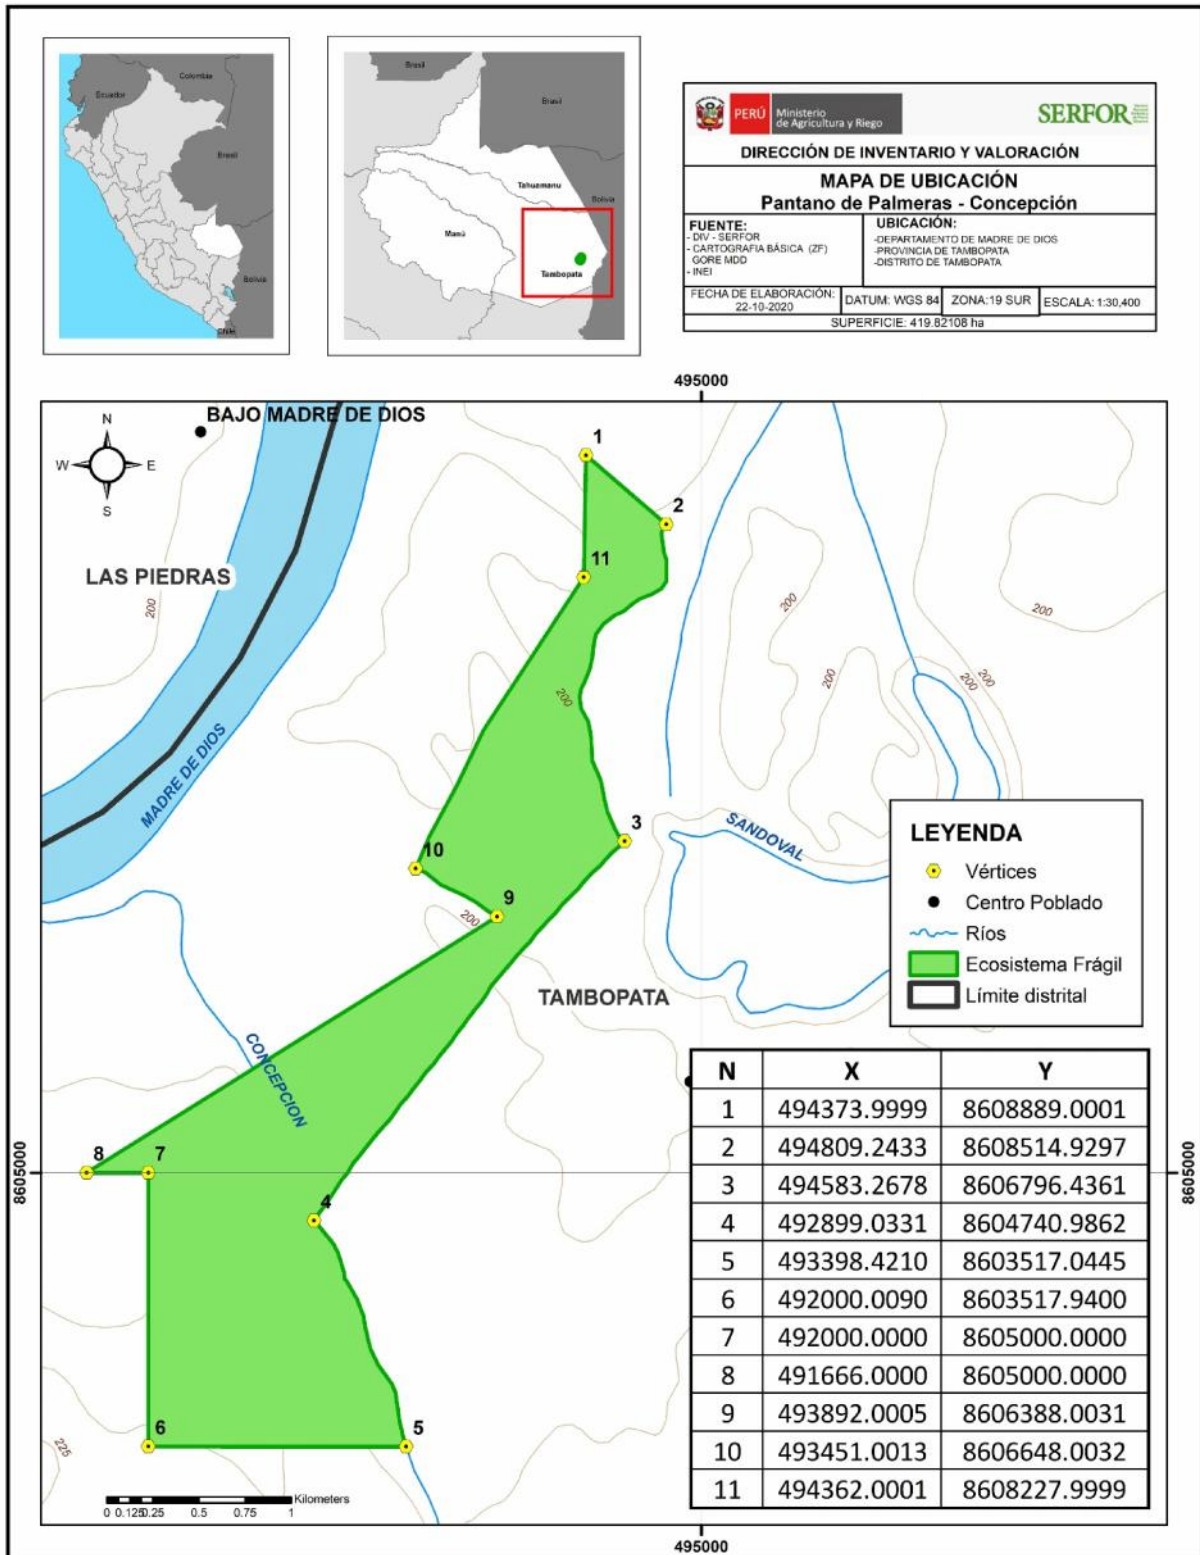 Ecuador
Colombia
Brasil
Bolivia
Chile
Brasil
Brasil
Tahuamanu
Bolivia
Manú
Tambopata
PERÚ
Ministerio
de Agricultura y Riego
SERFOR
DIRECCIÓN DE INVENTARIO Y VALORACIÓN
MAPA DE UBICACIÓN
Pantano de Palmeras - Concepción
FUENTE:
- DIV - SERFOR
- CARTOGRAFIA BÁSICA (ZF)
GORE MDD
- INEI
UBICACIÓN:
-DEPARTAMENTO DE MADRE DE DIOS
-PROVINCIA DE TAMBOPATA
-DISTRITO DE TAMBOPATA
FECHA DE ELABORACIÓN:
22-10-2020
DATUM: WGS 84
ZONA:19 SUR
ESCALA: 1:30,400
SUPERFICIE: 419.82108 ha
495000
BAJO MADRE DE DIOS
N
W E
S
1
2
11
LAS PIEDRAS
200
200
200
200
200
200
200
MADRE DE DIOS
3
SANDOVAL
10
9
200
TAMBOPATA
CONCEPCION
8
7
8605000
8605000
4
6
5
225
Kilometers
0 0.125 0.25 0.5 0.75 1
LEYENDA
Vértices
Centro Poblado
Ríos
Ecosistema Frágil
Límite distrital
N X Y
1 494373.9999 8608889.0001
2 494809.2433 8608514.9297
3 494583.2678 8606796.4361
4 492899.0331 8604740.9862
5 493398.4210 8603517.0445
6 492000.0090 8603517.9400
7 492000.0000 8605000.0000
8 491666.0000 8605000.0000
9 493892.0005 8606388.0031
10 493451.0013 8606648.0032
11 494362.0001 8608227.9999
495000